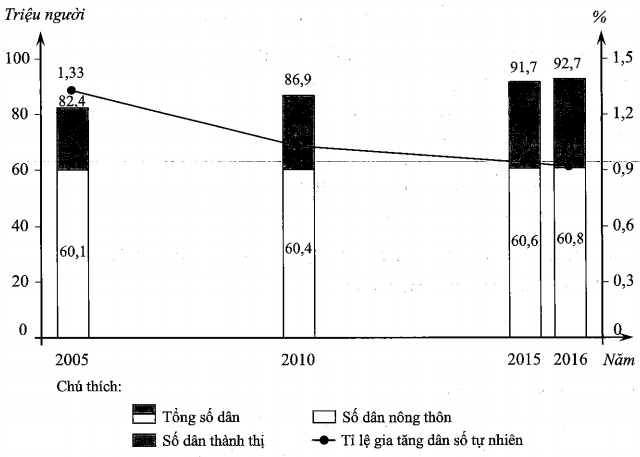 Triệu người %
100 1,33 86,9 91,7 92,7 1,5
82,4
80 1,2
60 0,9
40 60,1 60,4 60,6 60,8 0,6
20 0,3
0 0
2005 2010 2015 2016 Năm
Chú thích:
Tổng số dân Số dân nông thôn
Số dân thành thị Tỉ lệ gia tăng dân số tự nhiên